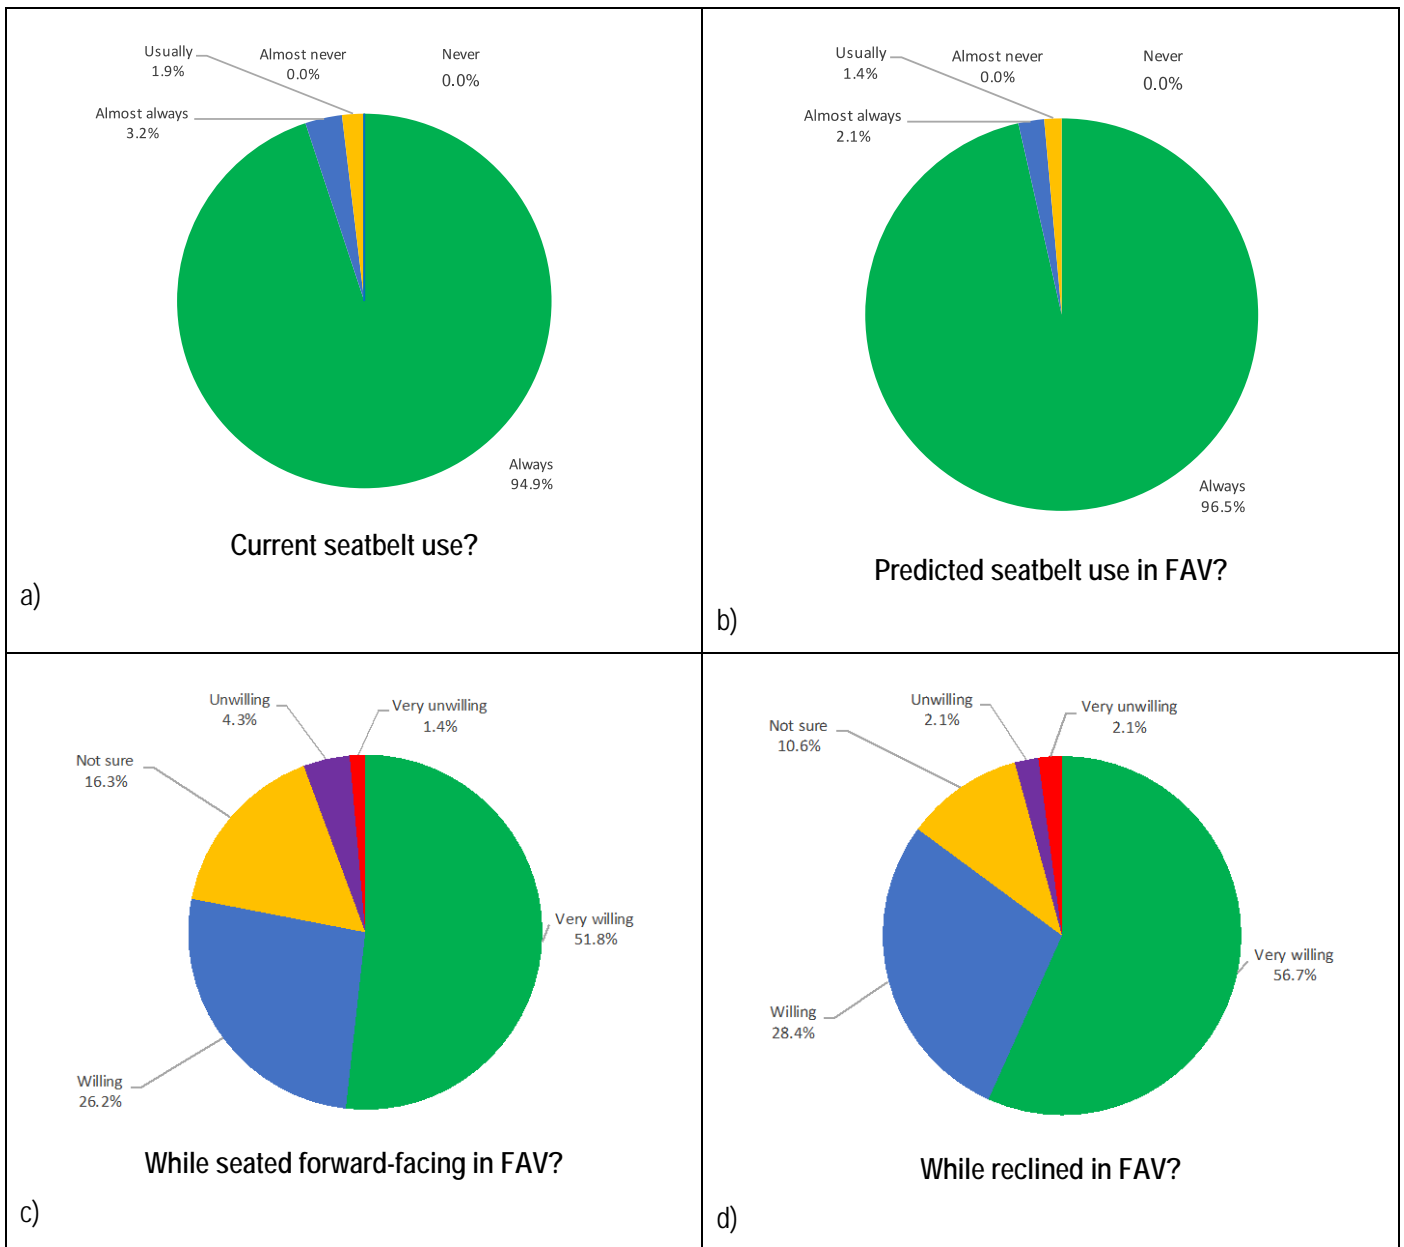 Usually
1.9%
Almost never
0.0%
Never
0.0%
Almost always
3.2%
Always
94.9%
Current seatbelt use?
a)
Usually
1.4%
Almost never
0.0%
Never
0.0%
Almost always
2.1%
Always
96.5%
Predicted seatbelt use in FAV?
b)
Unwilling
4.3%
Very unwilling
1.4%
Not sure
16.3%
Very willing
51.8%
Willing
26.2%
While seated forward-facing in FAV?
c)
Unwilling
2.1%
Very unwilling
2.1%
Not sure
10.6%
Very willing
56.7%
Willing
28.4%
While reclined in FAV?
d)